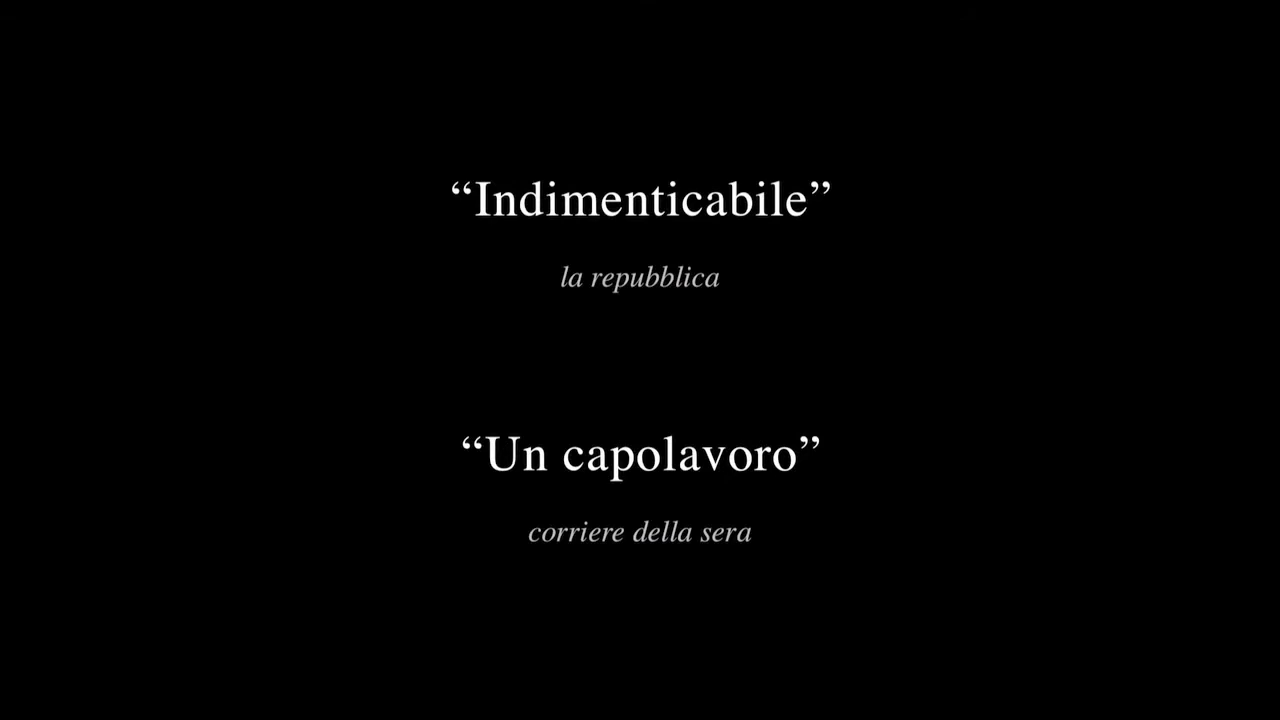 “Indimenticabile”
la repubblica
“Un capolavoro”
corriere della sera